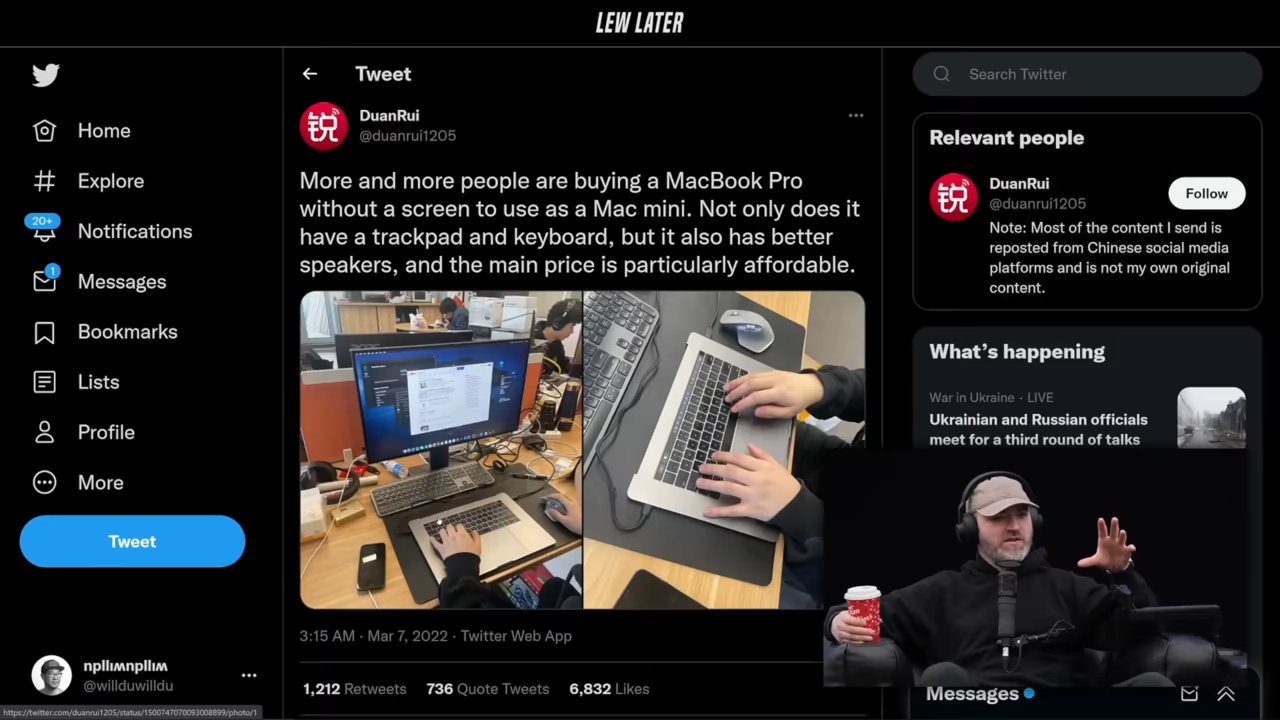 LEW LATER
Home
Explore
20+
Notifications
1
Messages
Bookmarks
Lists
Profile
More
Tweet
npllιмnpllιм
@willduwilldu
https://twitter.com/duanrui1205/status/1500747070093008899/photo/1
Tweet
锐
DuanRui
@duanrui1205
More and more people are buying a MacBook Pro
without a screen to use as a Mac mini. Not only does it
have a trackpad and keyboard, but it also has better
speakers, and the main price is particularly affordable.
3:15 AM · Mar 7, 2022 · Twitter Web App
1,212 Retweets 736 Quote Tweets 6,832 Likes
Search Twitter
Relevant people
锐
DuanRui
@duanrui1205
Follow
Note: Most of the content I send is
reposted from Chinese social media
platforms and is not my own original
content.
What's happening
War in Ukraine · LIVE
Ukrainian and Russian officials
meet for a third round of talks
Messages